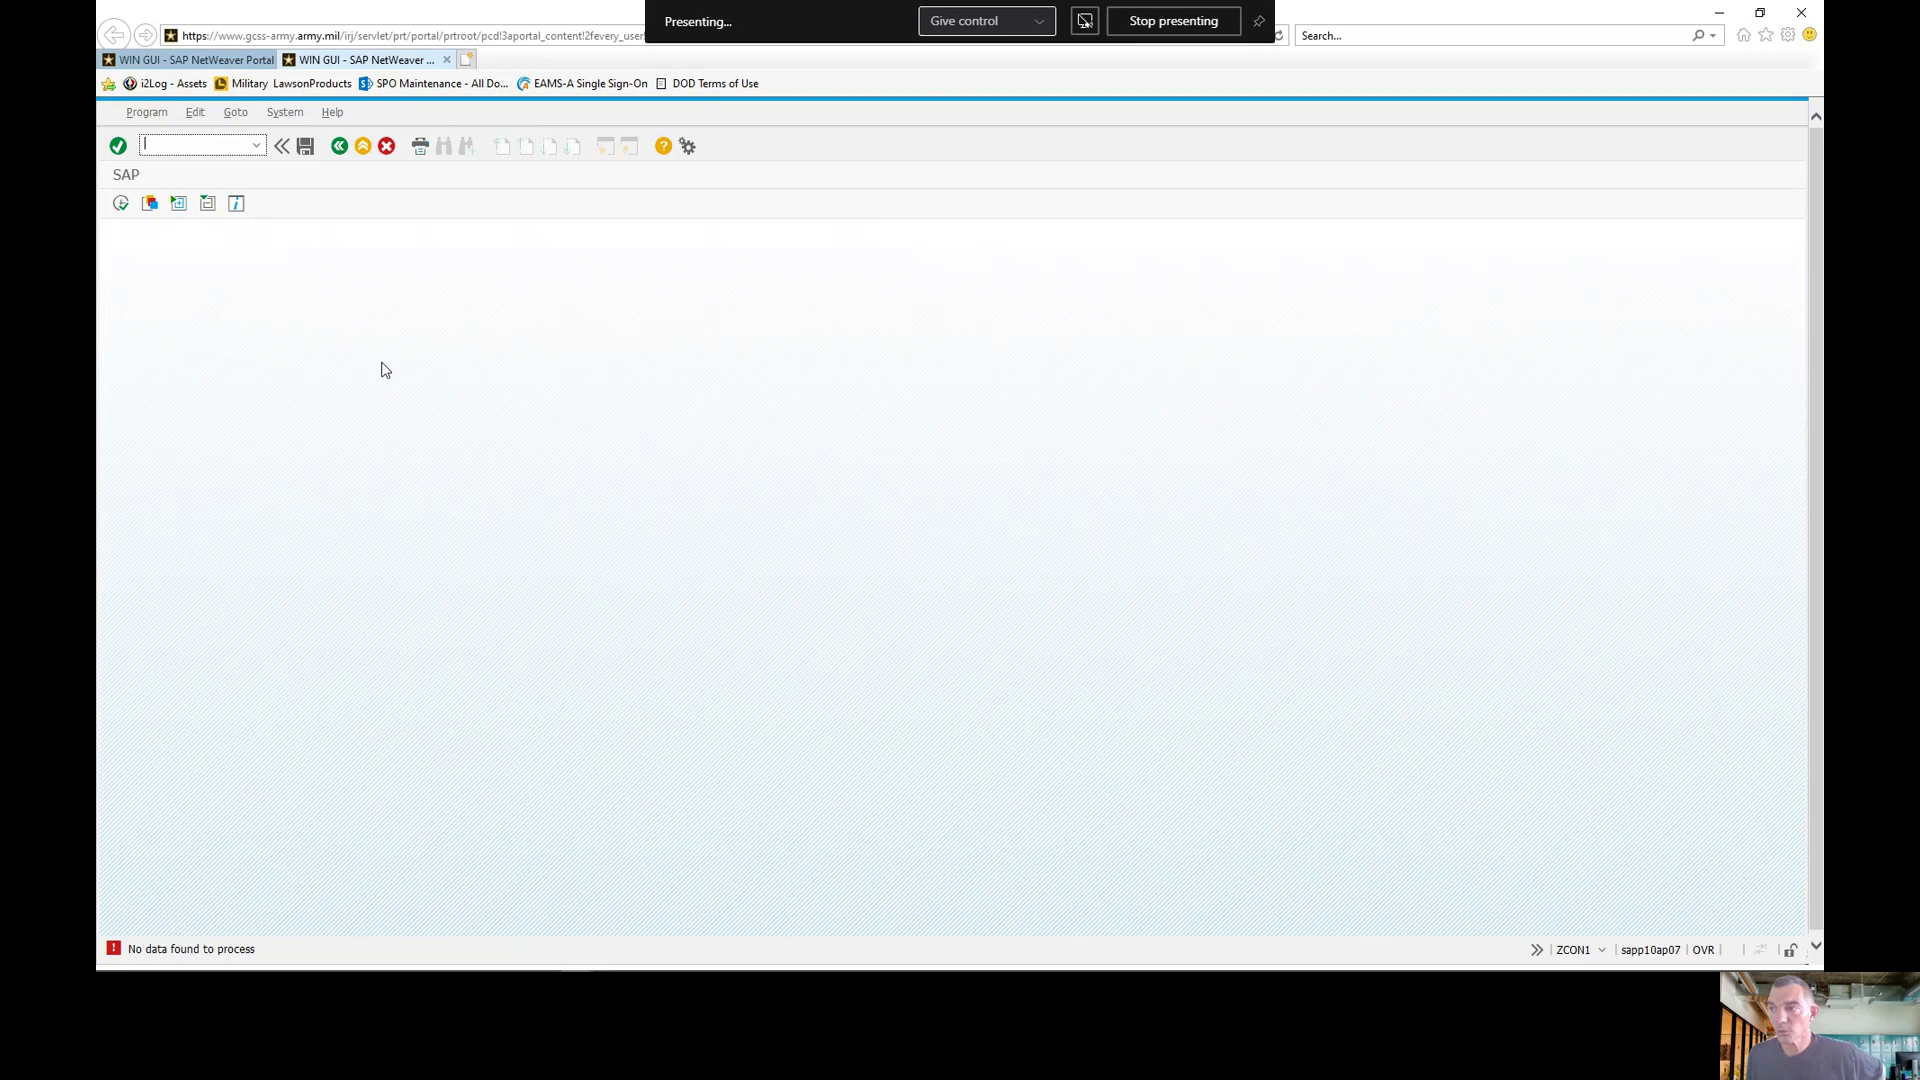 Presenting...
Give control
Stop presenting
https://www.gcss-army.army.mil/irj/servlet/prt/portal/prtroot/pcd!3aportal_content!2fevery_user!
Search...
WIN GUI - SAP NetWeaver Portal
WIN GUI - SAP NetWeaver ...
i2Log - Assets
Military LawsonProducts
SPO Maintenance - All Do...
EAMS-A Single Sign-On
DOD Terms of Use
Program Edit Goto System Help
SAP
No data found to process
ZCON1
sapp10ap07
OVR